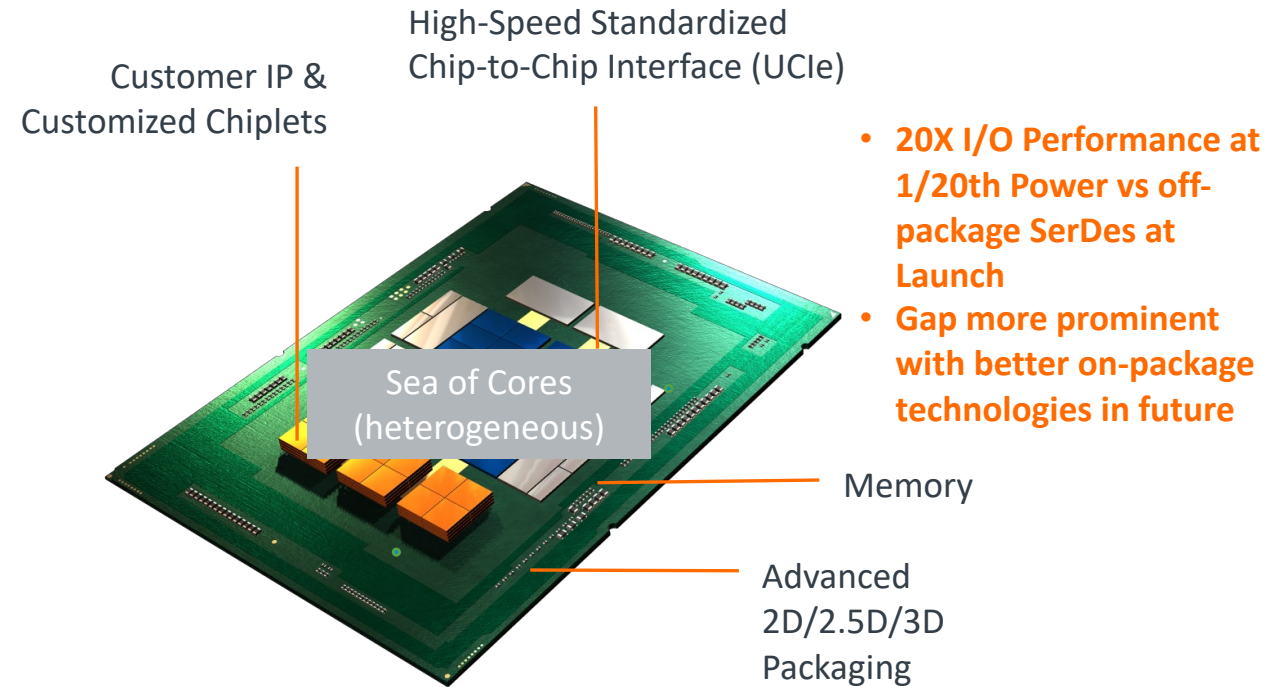 High-Speed Standardized
Chip-to-Chip Interface (UCIe)
Customer IP &
Customized Chiplets
• 20X I/O Performance at
1/20th Power vs off-
package SerDes at
Launch
• Gap more prominent
with better on-package
technologies in future
Sea of Cores
(heterogeneous)
Memory
Advanced
2D/2.5D/3D
Packaging